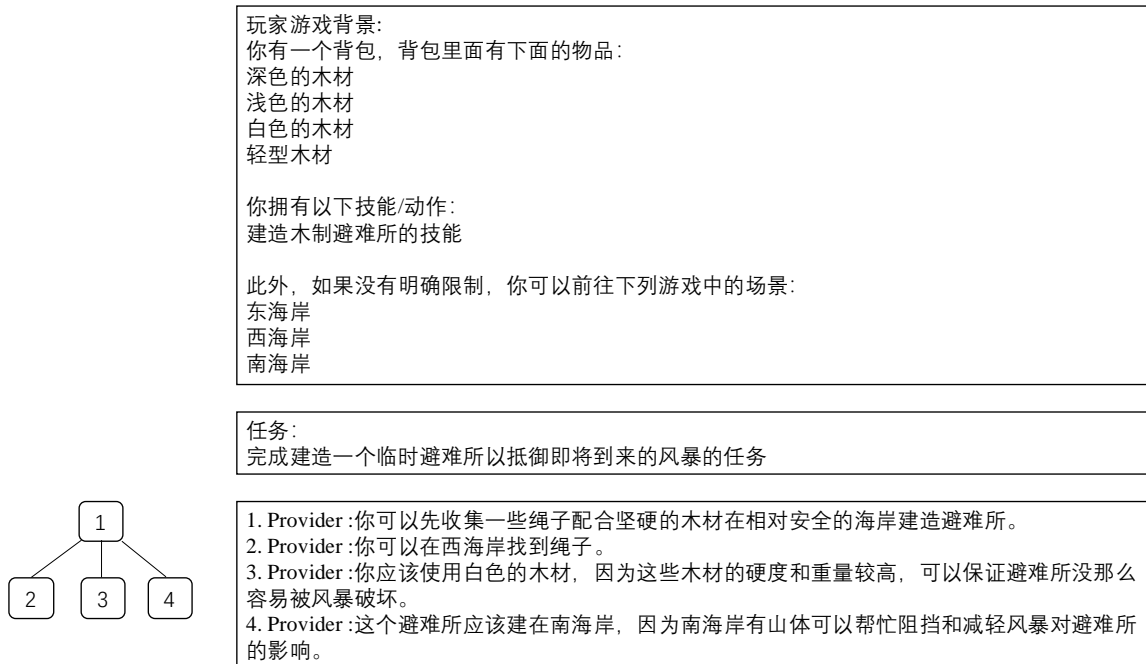 玩家游戏背景:
你有一个背包，背包里面有下面的物品：
深色的木材
浅色的木材
白色的木材
轻型木材
你拥有以下技能/动作：
建造木制避难所的技能
此外，如果没有明确限制，你可以前往下列游戏中的场景：
东海岸
西海岸
南海岸
任务：
完成建造一个临时避难所以抵御即将到来的风暴的任务
1
2 3 4
1. Provider :你可以先收集一些绳子配合坚硬的木材在相对安全的海岸建造避难所。
2. Provider :你可以在西海岸找到绳子。
3. Provider :你应该使用白色的木材，因为这些木材的硬度和重量较高，可以保证避难所没那么
容易被风暴破坏。
4. Provider :这个避难所应该建在南海岸，因为南海岸有山体可以帮忙阻挡和减轻风暴对避难所
的影响。